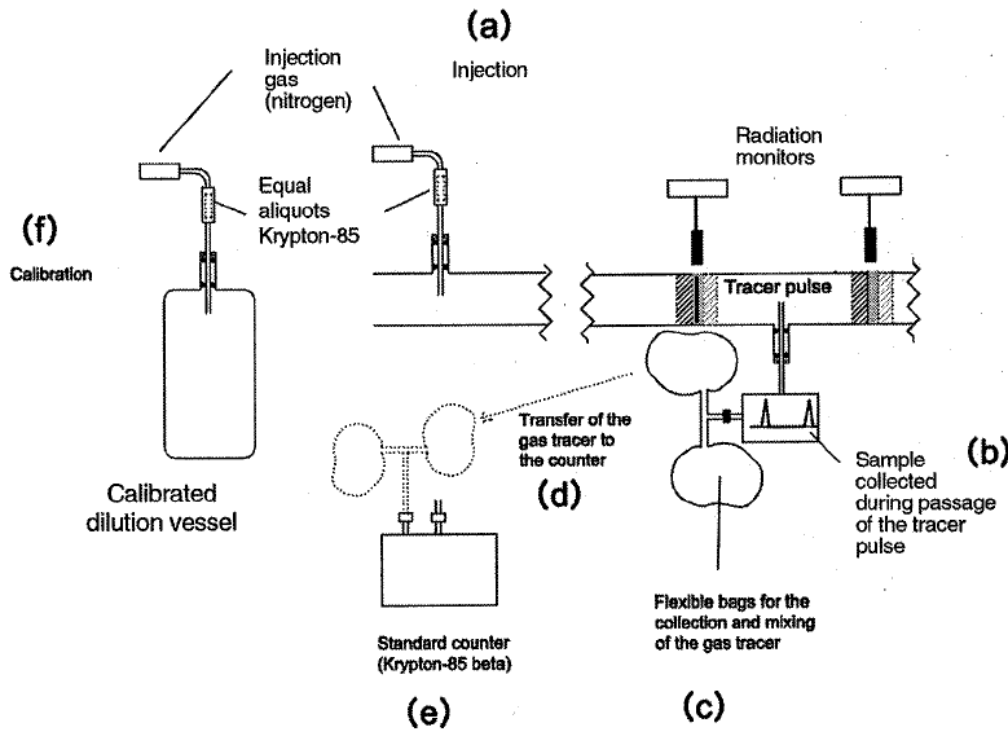 (a)
Injection
gas
(nitrogen)
Injection
Radiation
monitors
Equal
aliquots
Krypton-85
(f)
Calibration
Tracer pulse
Transfer of the
gas tracer to
the counter
(d)
(b)
Sample
collected
during passage
of the tracer
pulse
Calibrated
dilution vessel
Flexible bags for the
collection and mixing
of the gas tracer
Standard counter
(Krypton-85 beta)
(e)
(c)